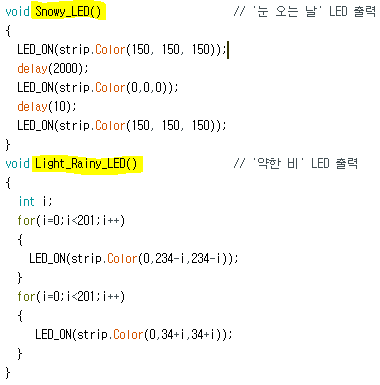 void Snowy_LED() // '눈 오는 날' LED 출력
{
LED_ON(strip.Color(150, 150, 150));
delay(2000);
LED_ON(strip.Color(0,0,0));
delay(10);
LED_ON(strip.Color(150, 150, 150));
}
void Light_Rainy_LED() // '약한 비' LED 출력
{
int i;
for(i=0;i<201;i++)
{
LED_ON(strip.Color(0,234-i,234-i));
}
for(i=0;i<201;i++)
{
LED_ON(strip.Color(0,34+i,34+i));
}
}